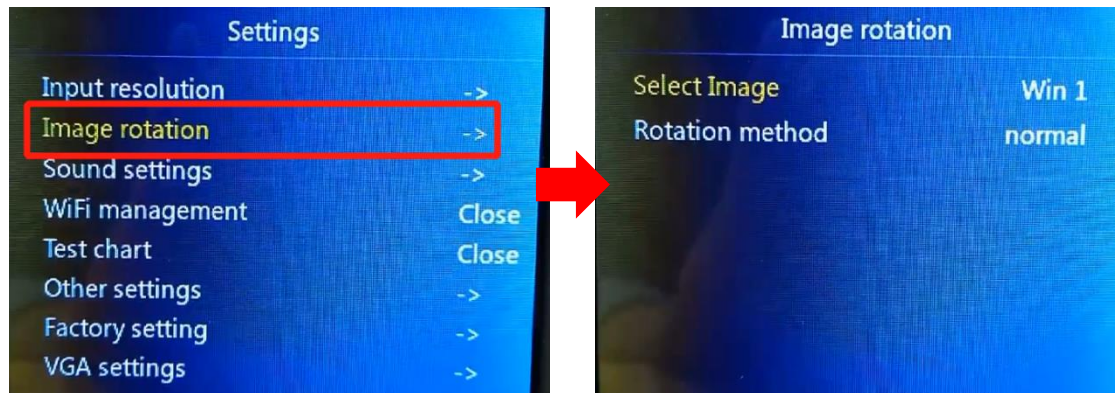 Settings
Input resolution ->
Image rotation ->
Sound settings ->
WiFi management Close
Test chart Close
Other settings ->
Factory setting ->
VGA settings ->
Image rotation
Select Image Win 1
Rotation method normal